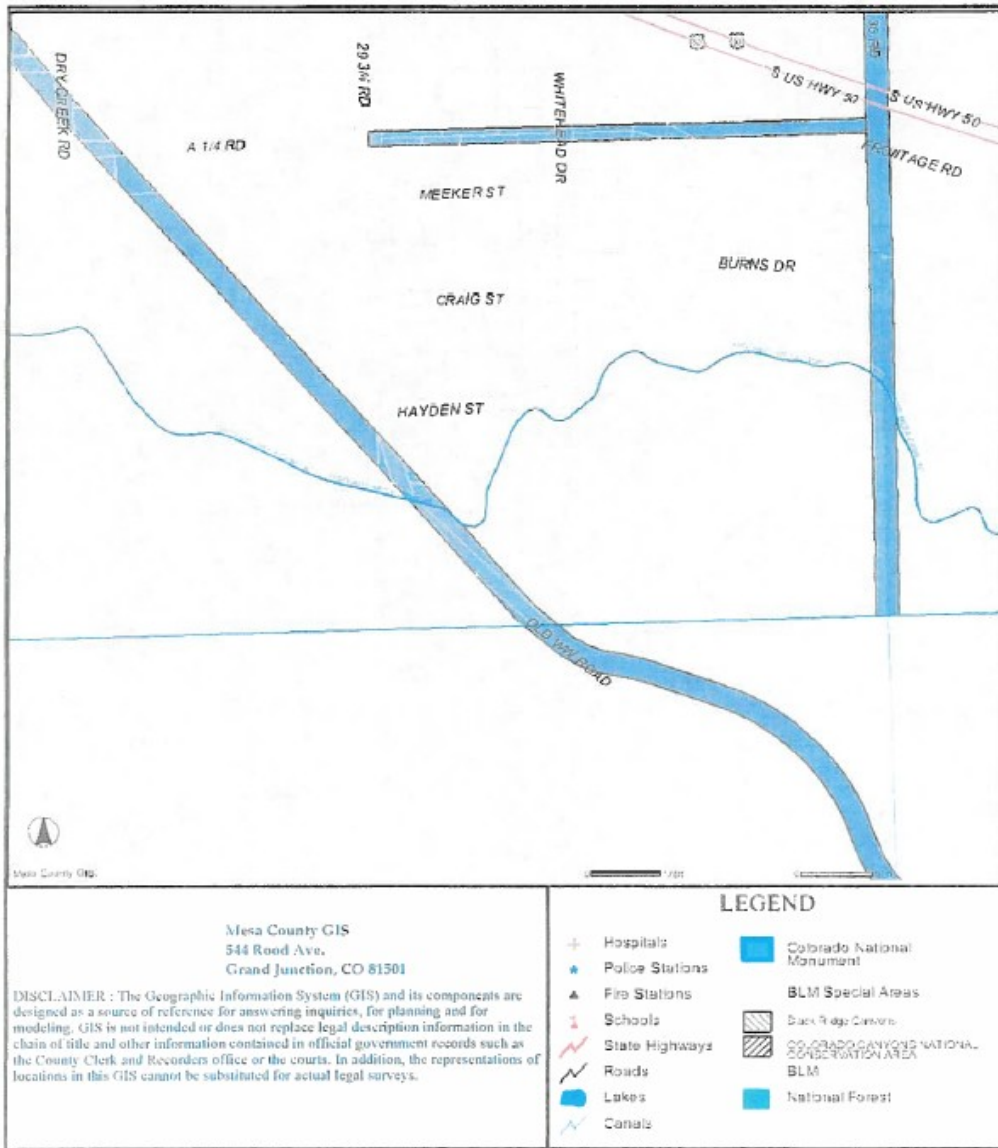 30 RD
S US HWY 50
S US HWY 50
DRY CREEK RD
29 3/4 RD
WHITEHEAD DR
A 1/4 RD
FRONTAGE RD
MEEKER ST
BURNS DR
CRAIG ST
HAYDEN ST
OLD WW ROAD
Mesa County GIS
Mesa County GIS
544 Rood Ave.
Grand Junction, CO 81501
DISCLAIMER : The Geographic Information System (GIS) and its components are
designed as a source of reference for answering inquiries, for planning and for
modeling. GIS is not intended or does not replace legal description information in the
chain of title and other information contained in official government records such as
the County Clerk and Recorders office or the courts. In addition, the representations of
locations in this GIS cannot be substituted for actual legal surveys.
LEGEND
Hospitals
Police Stations
Fire Stations
Schools
State Highways
Roads
Lakes
Canals
Colorado National
Monument
BLM Special Areas
Black Ridge Canyons
COLORADO CANYONS NATIONAL
CONSERVATION AREA
BLM
National Forest